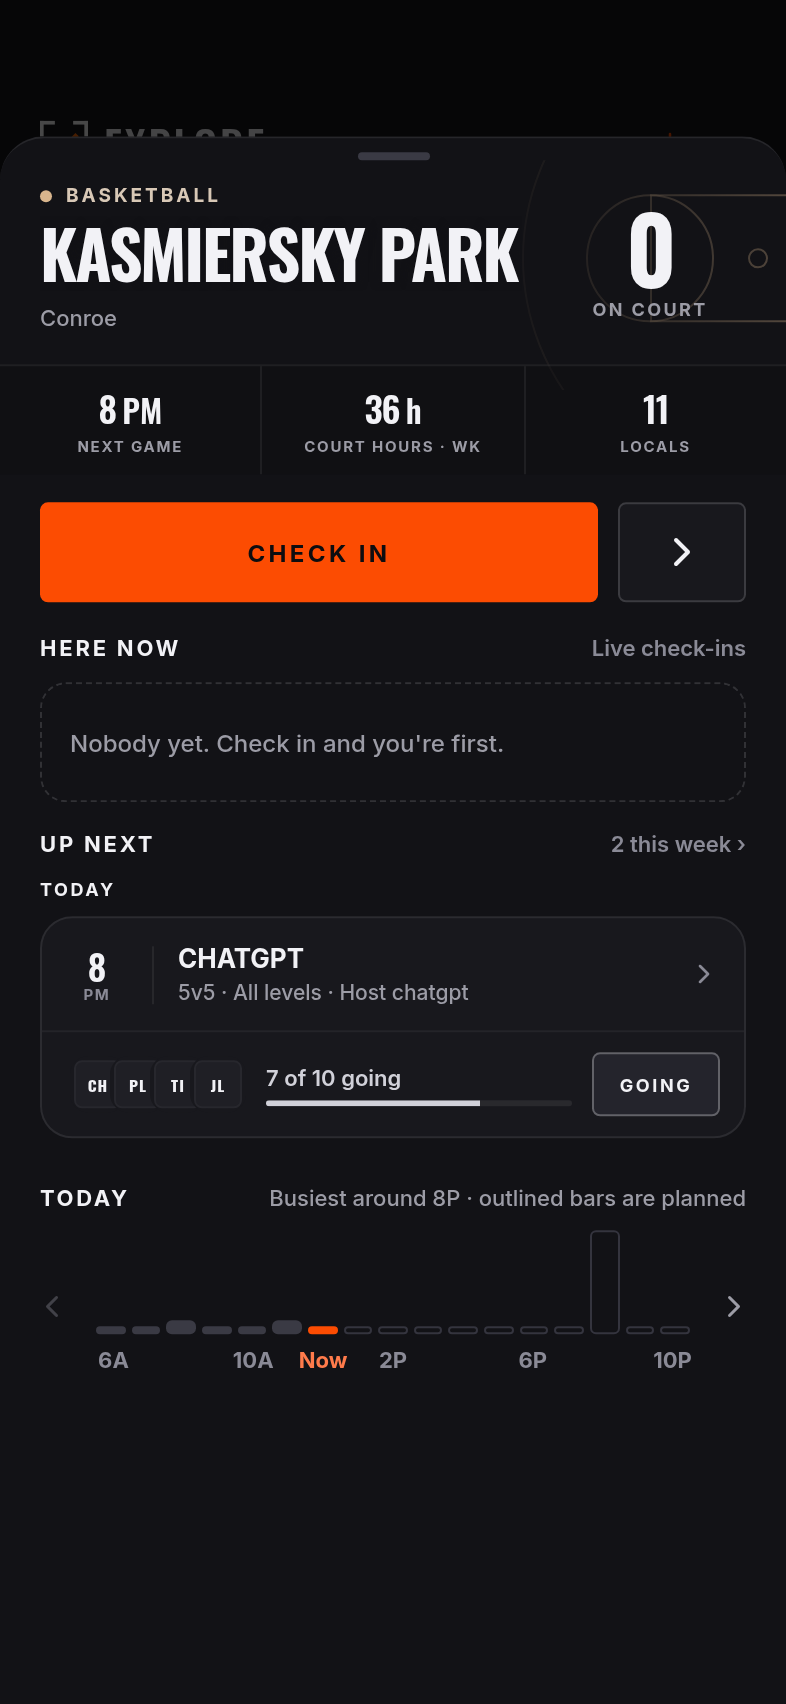 EXPLORE
BASKETBALL
KASMIERSKY PARK
Conroe
0
ON COURT
8 PM
NEXT GAME
36 h
COURT HOURS · WK
11
LOCALS
CHECK IN
HERE NOW
Live check-ins
Nobody yet. Check in and you're first.
UP NEXT
2 this week ›
TODAY
8
PM
CHATGPT
5v5 · All levels · Host chatgpt
CH PL TI JL
7 of 10 going
GOING
TODAY
Busiest around 8P · outlined bars are planned
6A 10A Now 2P 6P 10P